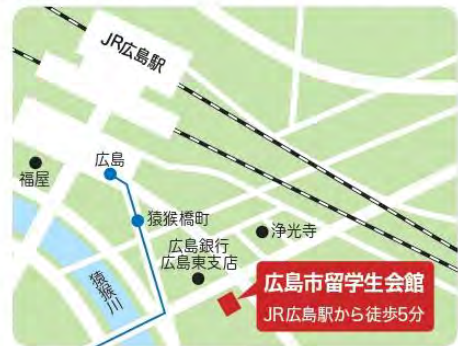 JR広島駅
広島
福屋
猿猴橋町
浄光寺
広島銀行
広島東支店
猿猴川
広島市留学生会館
JR広島駅から徒歩5分